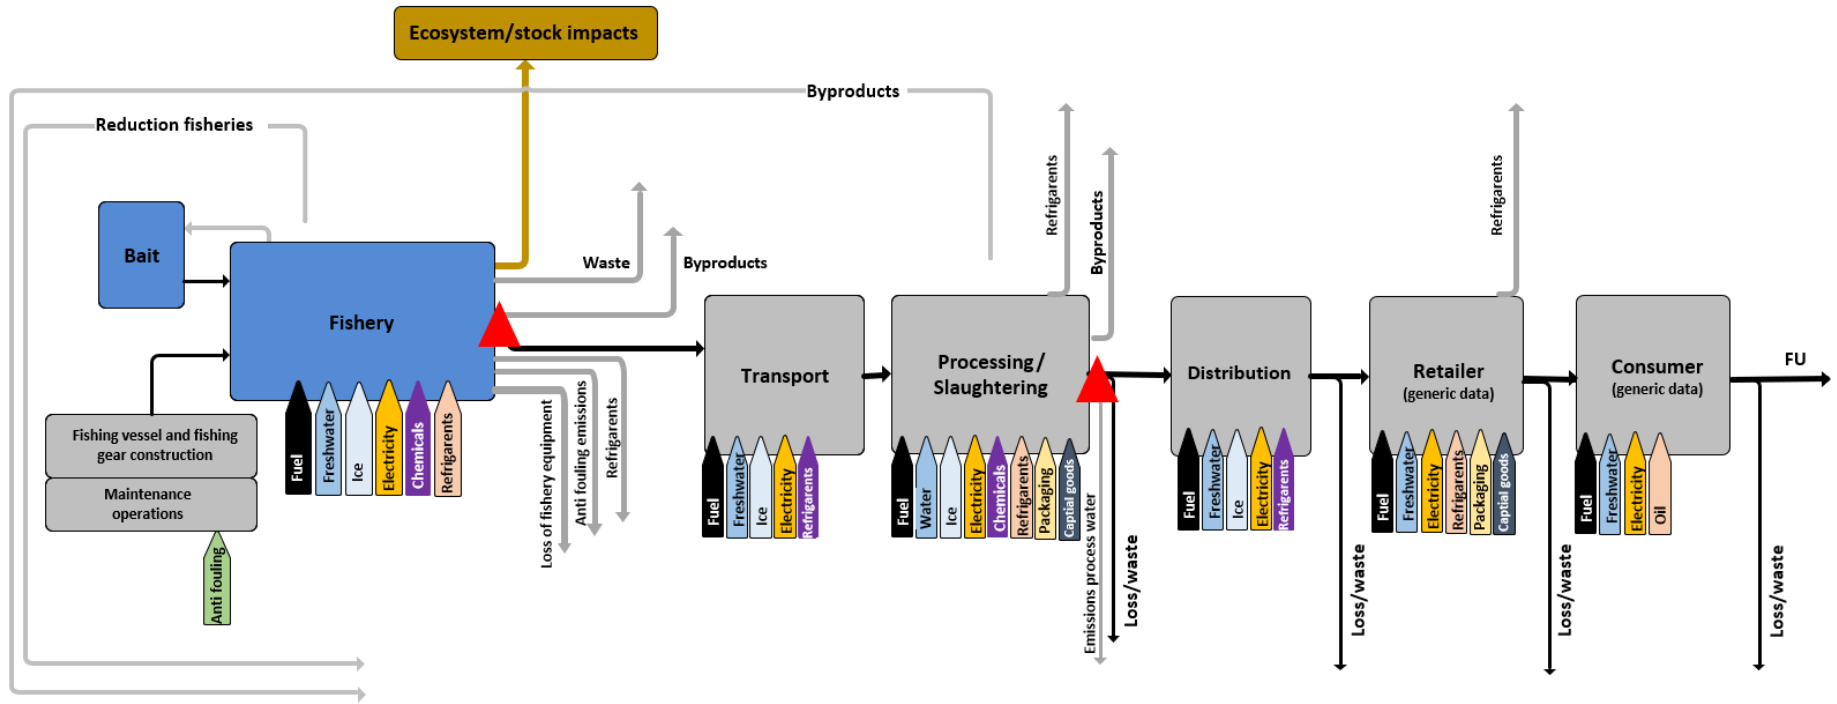 Ecosystem/stock impacts
Byproducts
Reduction fisheries
Bait
Fishery
Waste
Byproducts
Refrigarents
Byproducts
Refrigarents
Transport
Processing/
Slaughtering
Distribution
Retailer
(generic data)
Consumer
(generic data)
FU
Fishing vessel and fishing
gear construction
Maintenance
operations
Anti fouling
Fuel
Freshwater
Ice
Electricity
Chemicals
Refrigarents
Loss of fishery equipment
Anti fouling emissions
Refrigarents
Fuel
Freshwater
Ice
Electricity
Refrigarents
Fuel
Water
Ice
Electricity
Chemicals
Refrigarents
Packaging
Captial goods
Emissions process water
Loss/waste
Fuel
Freshwater
Ice
Electricity
Refrigarents
Loss/waste
Fuel
Freshwater
Electricity
Refrigarents
Packaging
Captial goods
Loss/waste
Fuel
Freshwater
Electricity
Oil
Loss/waste